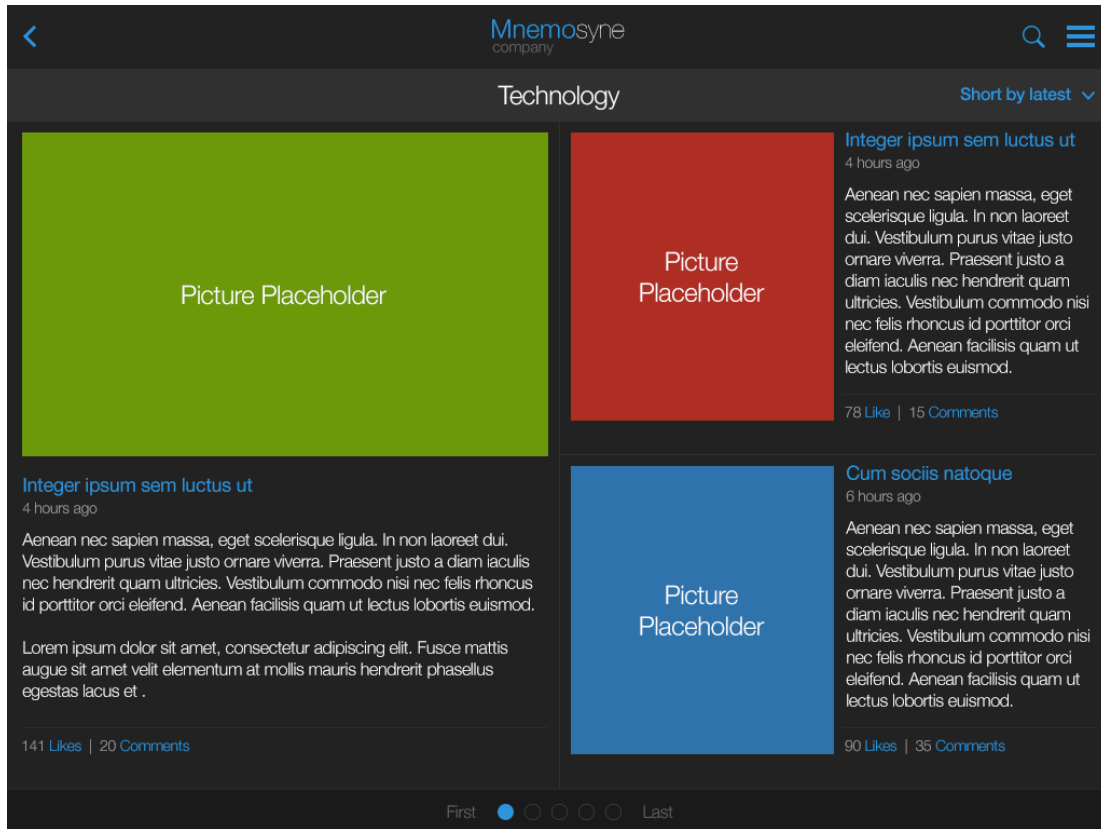 Mnemosyne
company
Technology
Short by latest
Picture Placeholder
Integer ipsum sem luctus ut
4 hours ago
Aenean nec sapien massa, eget scelerisque ligula. In non laoreet dui.
Vestibulum purus vitae justo ornare viverra. Praesent justo a diam iaculis
nec hendrerit quam ultricies. Vestibulum commodo nisi nec felis rhoncus
id porttitor orci eleifend. Aenean facilisis quam ut lectus lobortis euismod.
Lorem ipsum dolor sit amet, consectetur adipiscing elit. Fusce mattis
augue sit amet velit elementum at mollis mauris hendrerit phasellus
egestas lacus et .
141 Likes | 20 Comments
Picture
Placeholder
Integer ipsum sem luctus ut
4 hours ago
Aenean nec sapien massa, eget
scelerisque ligula. In non laoreet
dui. Vestibulum purus vitae justo
ornare viverra. Praesent justo a
diam iaculis nec hendrerit quam
ultricies. Vestibulum commodo nisi
nec felis rhoncus id porttitor orci
eleifend. Aenean facilisis quam ut
lectus lobortis euismod.
78 Like | 15 Comments
Picture
Placeholder
Cum sociis natoque
6 hours ago
Aenean nec sapien massa, eget
scelerisque ligula. In non laoreet
dui. Vestibulum purus vitae justo
ornare viverra. Praesent justo a
diam iaculis nec hendrerit quam
ultricies. Vestibulum commodo nisi
nec felis rhoncus id porttitor orci
eleifend. Aenean facilisis quam ut
lectus lobortis euismod.
90 Likes | 35 Comments
First
Last